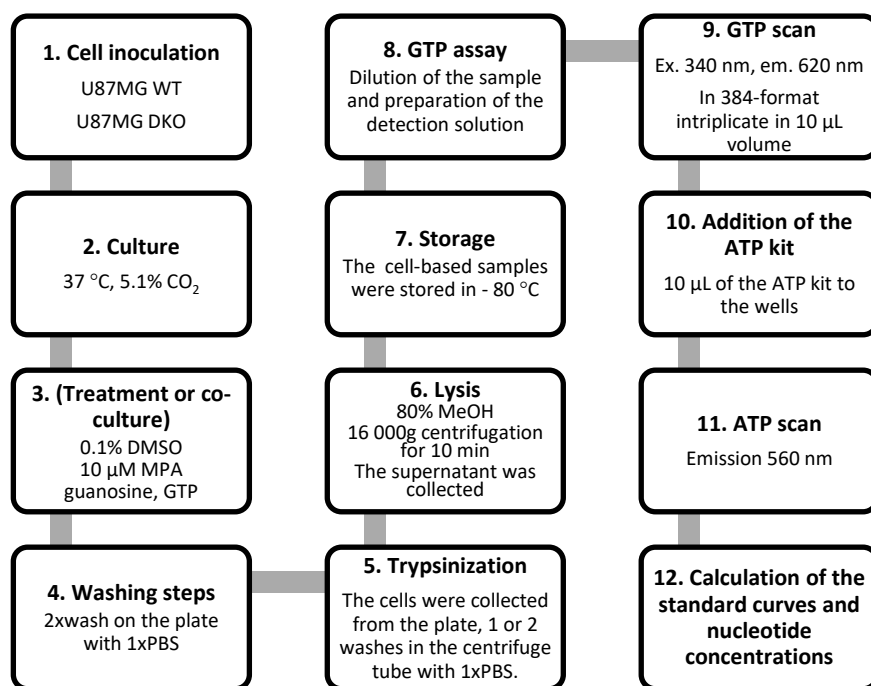 1. Cell inoculation
U87MG WT
U87MG DKO
2. Culture
37 °C, 5.1% CO₂
3. (Treatment or co-
culture)
0.1% DMSO
10 µM MPA
guanosine, GTP
4. Washing steps
2xwash on the plate
with 1xPBS
5. Trypsinization
The cells were collected
from the plate, 1 or 2
washes in the centrifuge
tube with 1xPBS.
6. Lysis
80% MeOH
16 000g centrifugation
for 10 min
The supernatant was
collected
7. Storage
The cell-based samples
were stored in - 80 °C
8. GTP assay
Dilution of the sample
and preparation of the
detection solution
9. GTP scan
Ex. 340 nm, em. 620 nm
In 384-format
intriplicate in 10 µL
volume
10. Addition of the
ATP kit
10 µL of the ATP kit to
the wells
11. ATP scan
Emission 560 nm
12. Calculation of the
standard curves and
nucleotide
concentrations